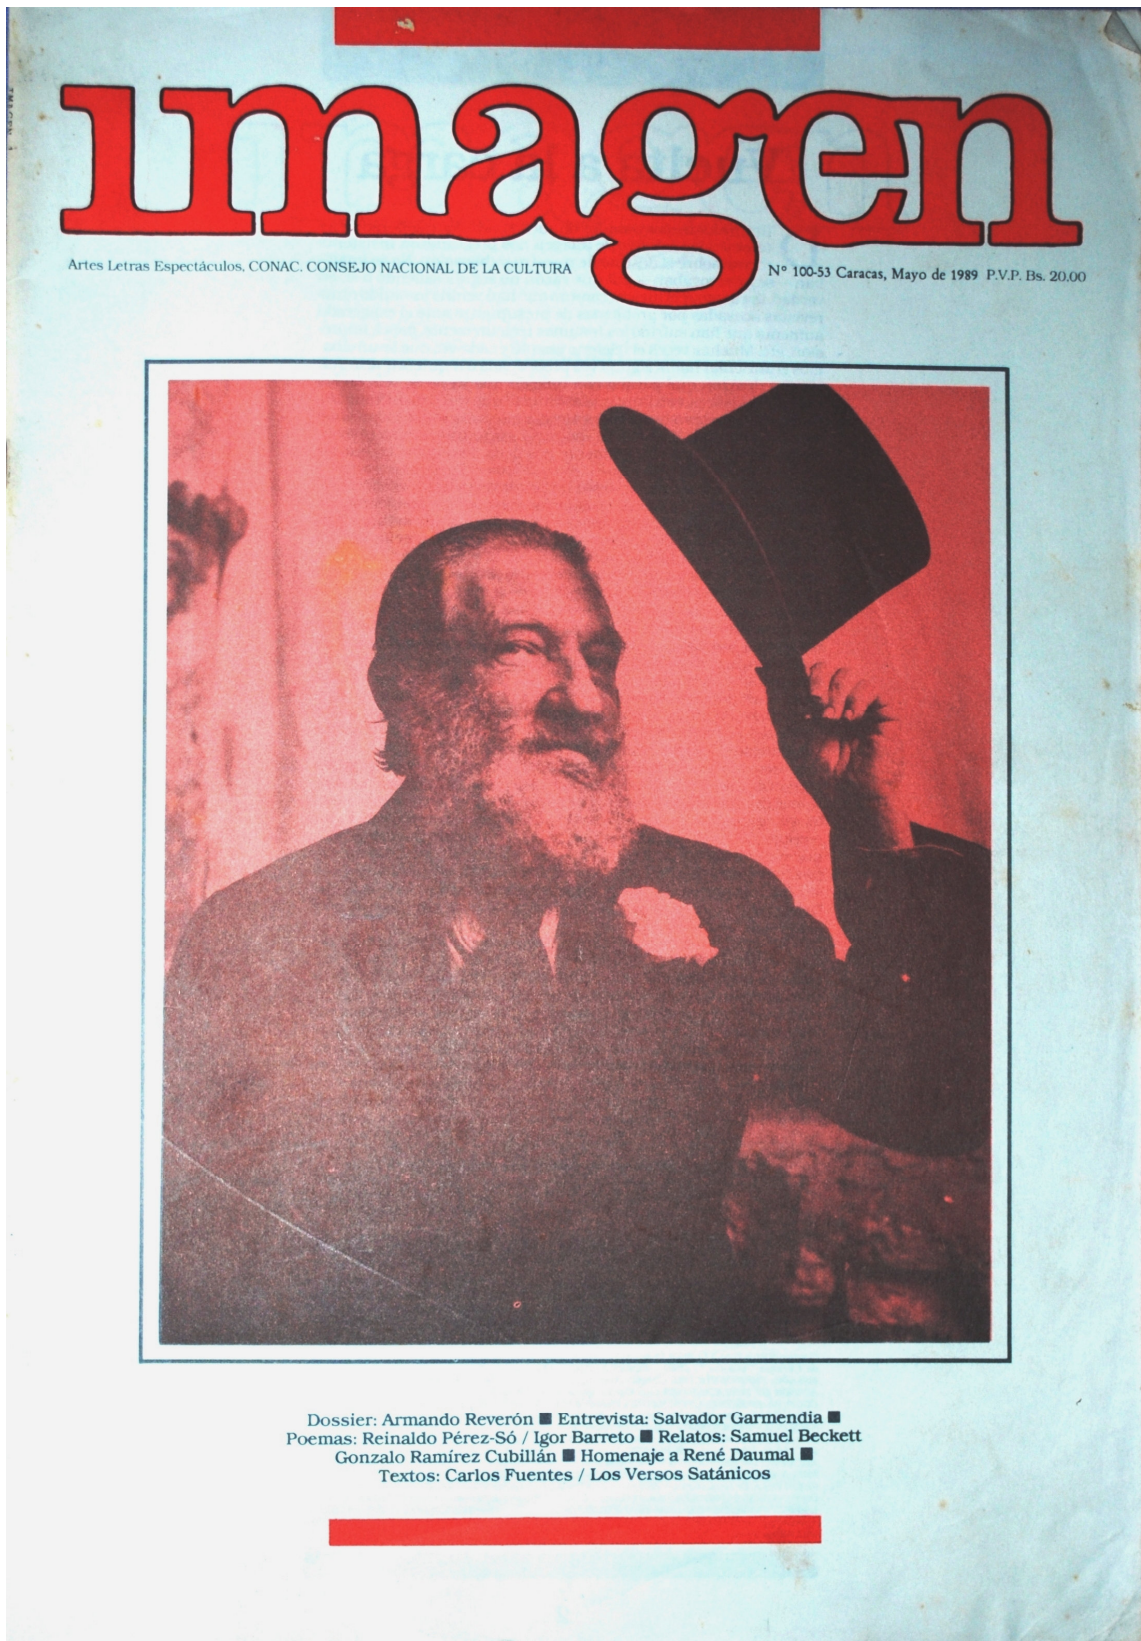 imagen
Artes Letras Espectáculos. CONAC. CONSEJO NACIONAL DE LA CULTURA
N° 100-53 Caracas, Mayo de 1989 P.V.P. Bs. 20.00
Dossier: Armando Reverón ■ Entrevista: Salvador Garmendia ■
Poemas: Reinaldo Pérez-Só / Igor Barreto ■ Relatos: Samuel Beckett
Gonzalo Ramírez Cubillán ■ Homenaje a René Daumal ■
Textos: Carlos Fuentes / Los Versos Satánicos